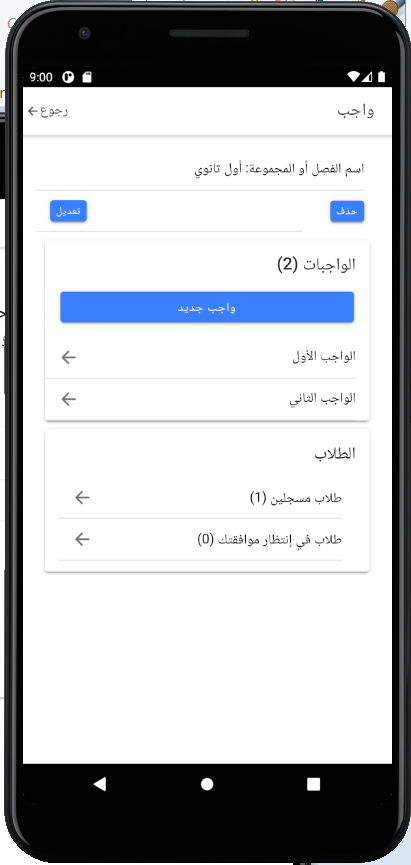 9:00
واجب
رجوع
اسم الفصل أو المجموعة: أول ثانوي
حذف
تعديل
الواجبات (2)
واجب جديد
الواجب الأول
الواجب الثاني
الطلاب
طلاب مسجلين (1)
طلاب في إنتظار موافقتك (0)